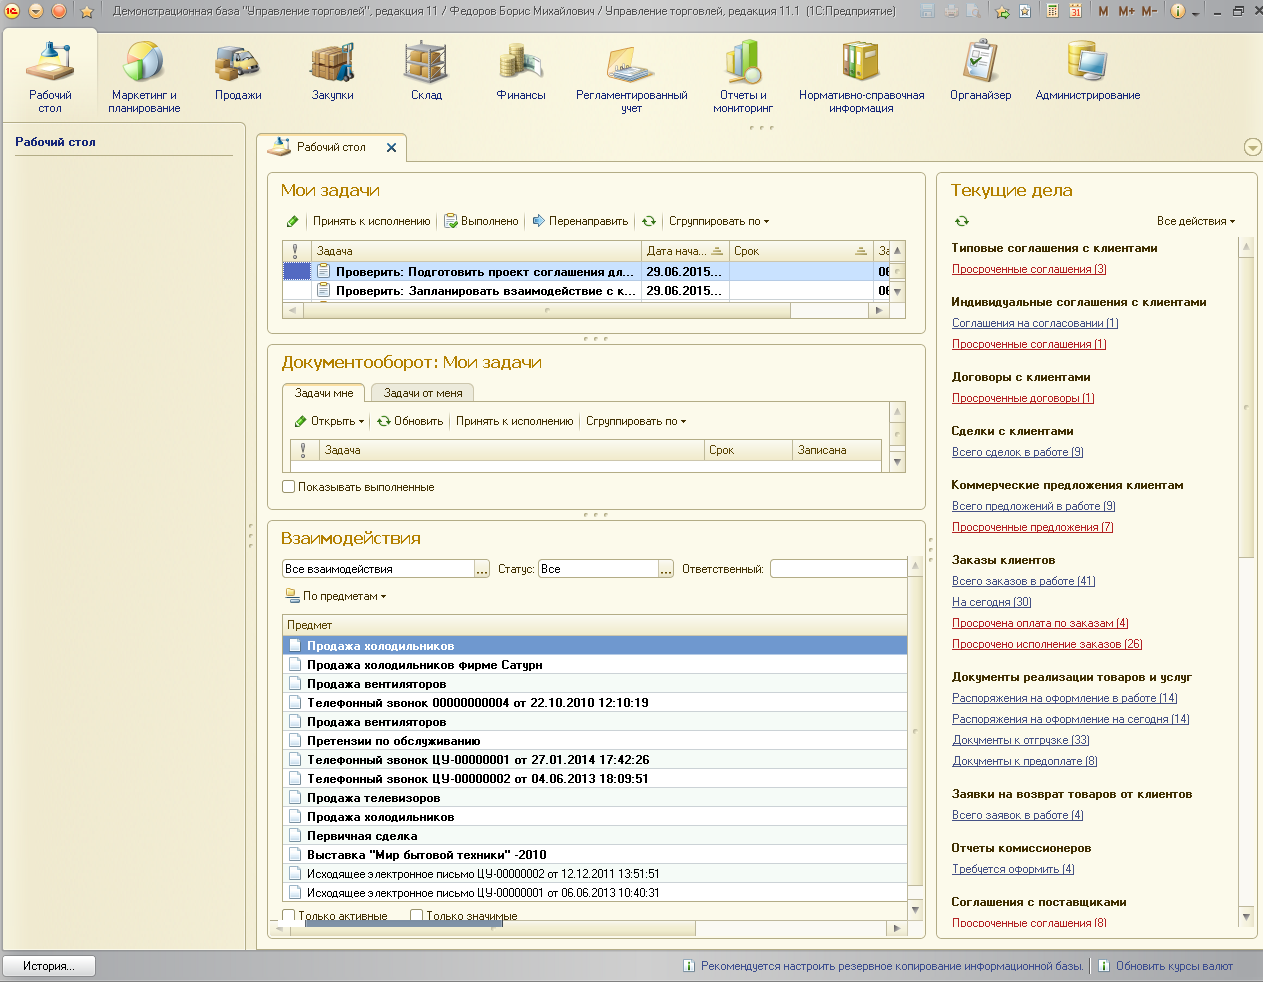 Демонстрационная база "Управление торговлей", редакция 11 / Федоров Борис Михайлович / Управление торговлей, редакция 11.1 (1С:Предприятие)
M M+ M-
Рабочий стол
Маркетинг и планирование
Продажи
Закупки
Склад
Финансы
Регламентированный учет
Отчеты и мониторинг
Нормативно-справочная информация
Органайзер
Администрирование
Рабочий стол
Рабочий стол
Мои задачи
Принять к исполнению Выполнено Перенаправить Сгруппировать по
! Задача Дата нача... Срок За
Проверить: Подготовить проект соглашения дл... 29.06.2015... 06
Проверить: Запланировать взаимодействие с к... 29.06.2015... 06
Документооборот: Мои задачи
Задачи мне Задачи от меня
Открыть Обновить Принять к исполнению Сгруппировать по
! Задача Срок Записана
Показывать выполненные
Взаимодействия
Все взаимодействия ... Статус: Все ... Ответственный:
По предметам
Предмет
Продажа холодильников
Продажа холодильников фирме Сатурн
Продажа вентиляторов
Телефонный звонок 00000000004 от 22.10.2010 12:10:19
Продажа вентиляторов
Претензии по обслуживанию
Телефонный звонок ЦУ-00000001 от 27.01.2014 17:42:26
Телефонный звонок ЦУ-00000002 от 04.06.2013 18:09:51
Продажа телевизоров
Продажа холодильников
Первичная сделка
Выставка "Мир бытовой техники" -2010
Исходящее электронное письмо ЦУ-00000002 от 12.12.2011 13:51:51
Исходящее электронное письмо ЦУ-00000001 от 06.06.2013 10:40:31
Только активные Только значимые
Текущие дела
Все действия
Типовые соглашения с клиентами
Просроченные соглашения (3)
Индивидуальные соглашения с клиентами
Соглашения на согласовании (1)
Просроченные соглашения (1)
Договоры с клиентами
Просроченные договоры (1)
Сделки с клиентами
Всего сделок в работе (9)
Коммерческие предложения клиентам
Всего предложений в работе (9)
Просроченные предложения (7)
Заказы клиентов
Всего заказов в работе (41)
На сегодня (30)
Просрочена оплата по заказам (4)
Просрочено исполнение заказов (26)
Документы реализации товаров и услуг
Распоряжения на оформление в работе (14)
Распоряжения на оформление на сегодня (14)
Документы к отгрузке (33)
Документы к предоплате (8)
Заявки на возврат товаров от клиентов
Всего заявок в работе (4)
Отчеты комиссионеров
Требуется оформить (4)
Соглашения с поставщиками
Просроченные соглашения (8)
История...
Рекомендуется настроить резервное копирование информационной базы.
Обновить курсы валют